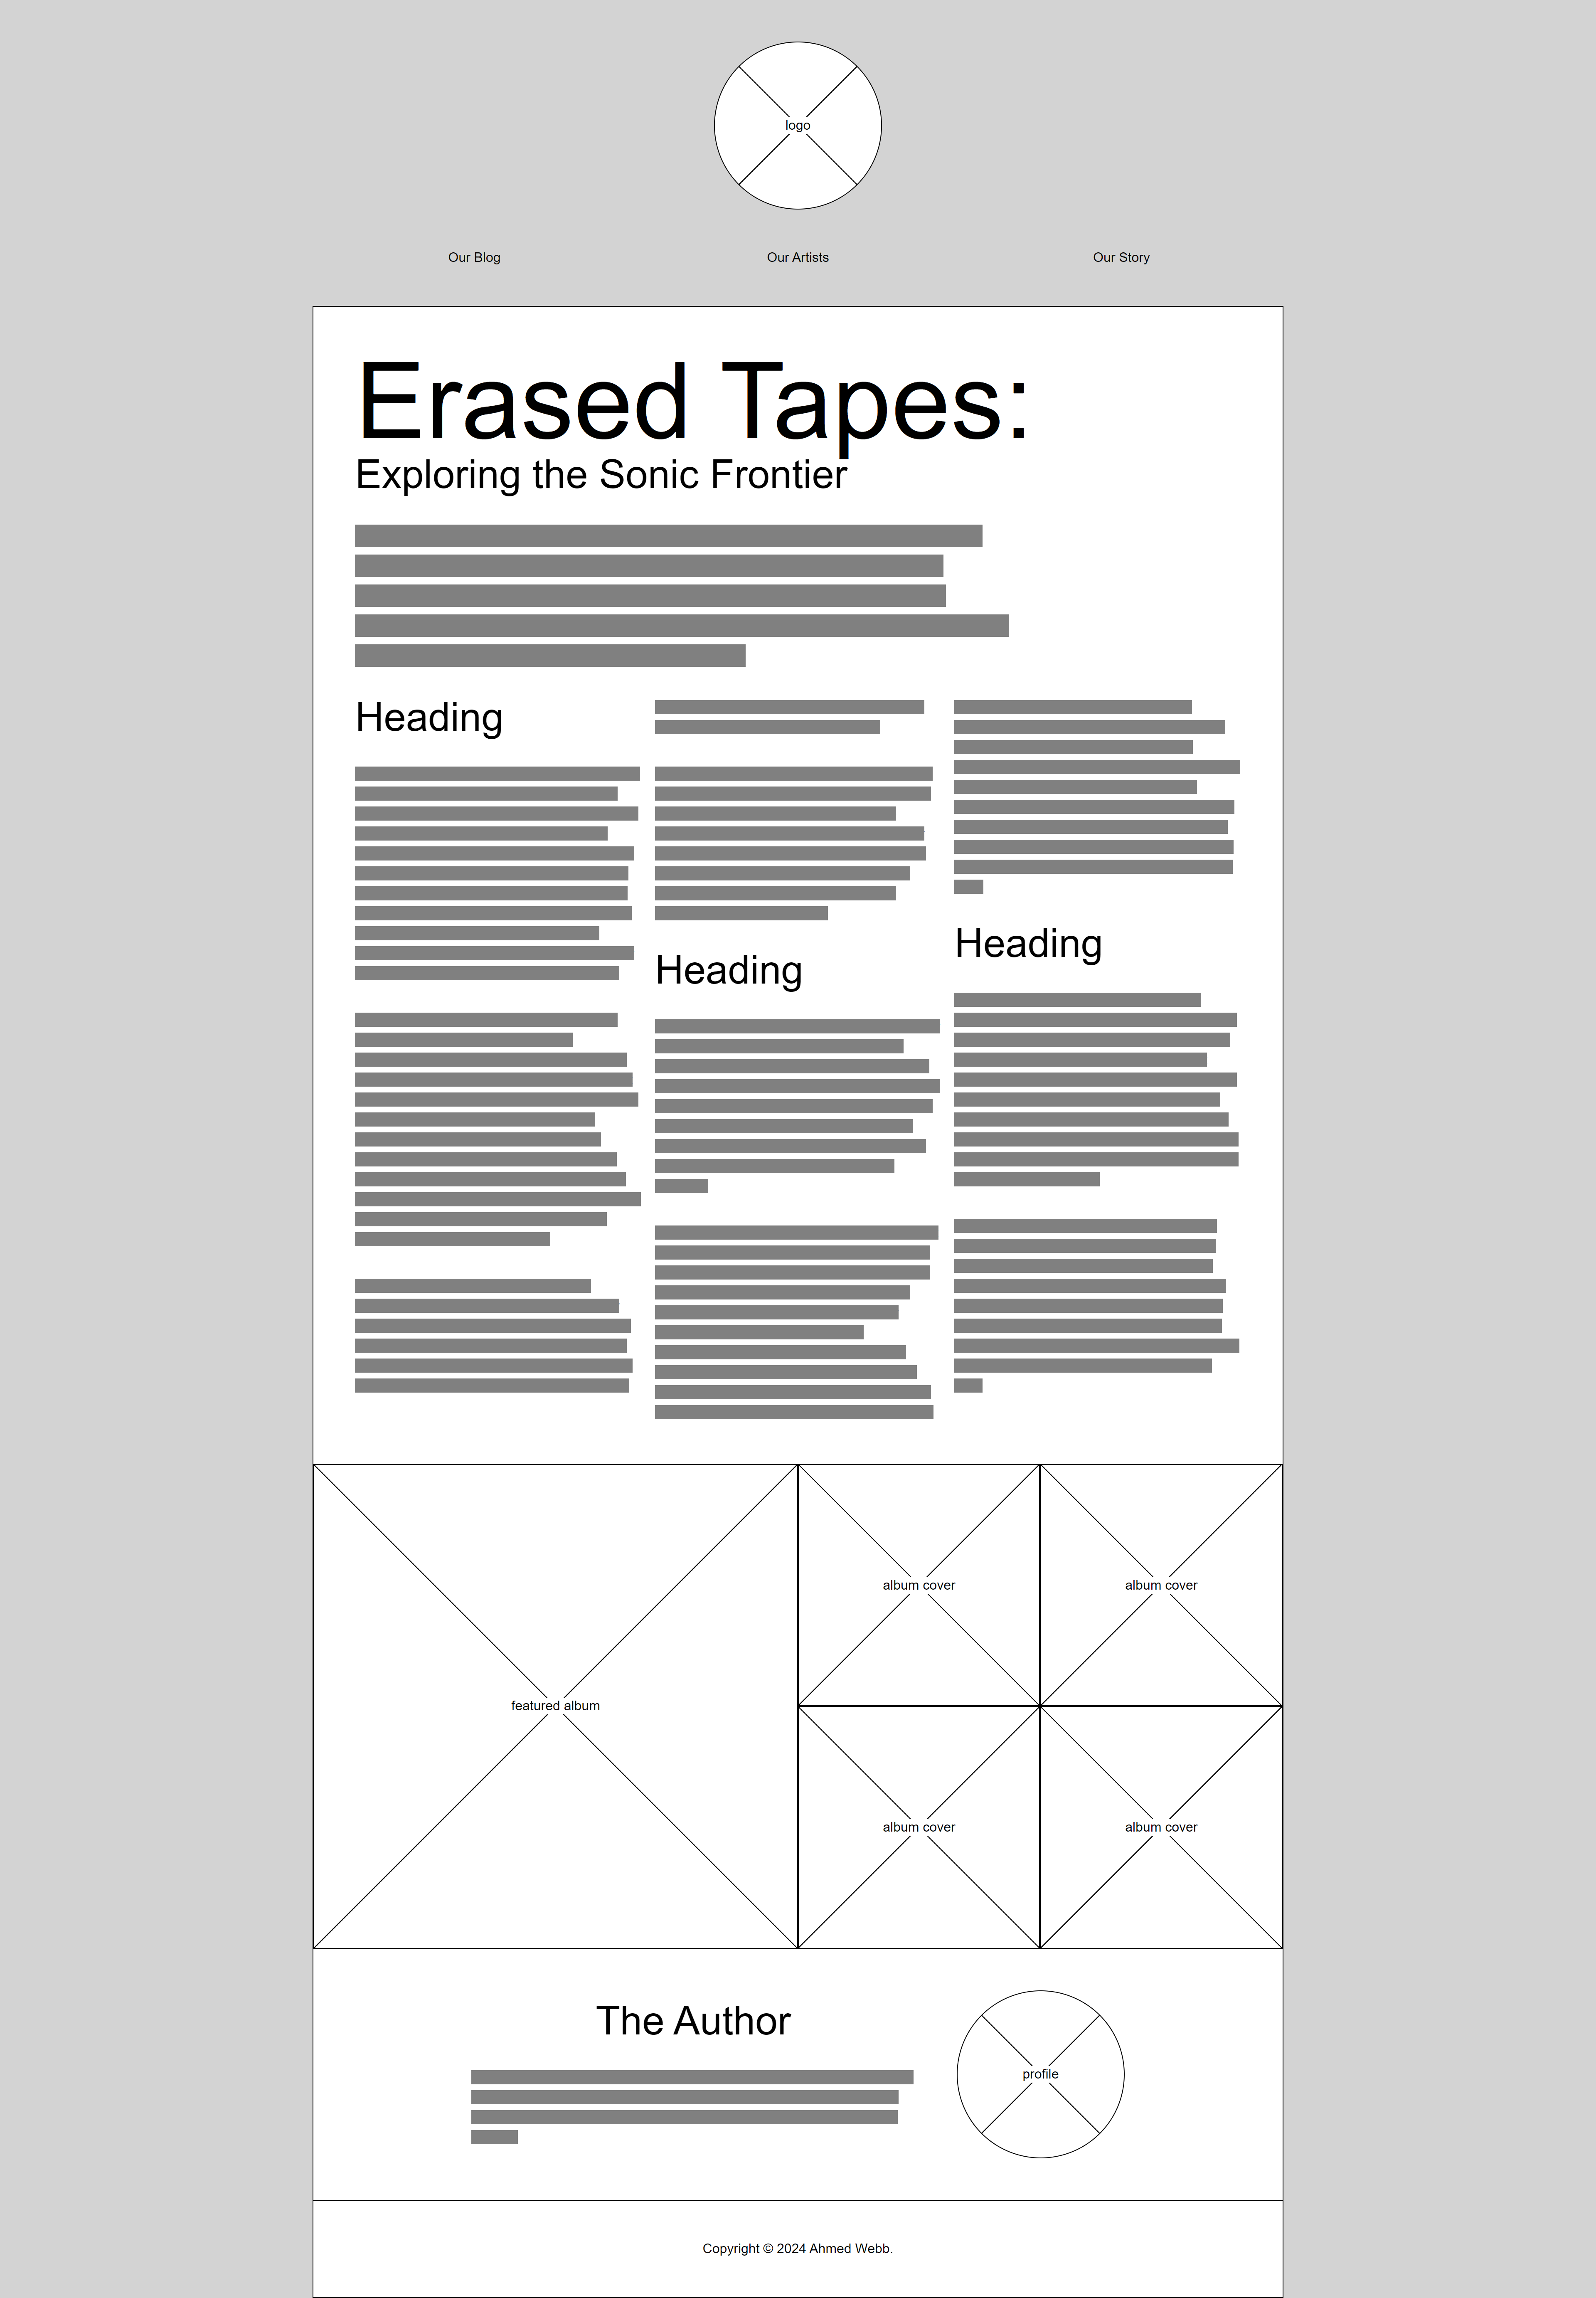 logo
Our Blog
Our Artists
Our Story
Erased Tapes:
Exploring the Sonic Frontier
Heading
Heading
Heading
featured album
album cover
album cover
album cover
album cover
The Author
profile
Copyright © 2024 Ahmed Webb.